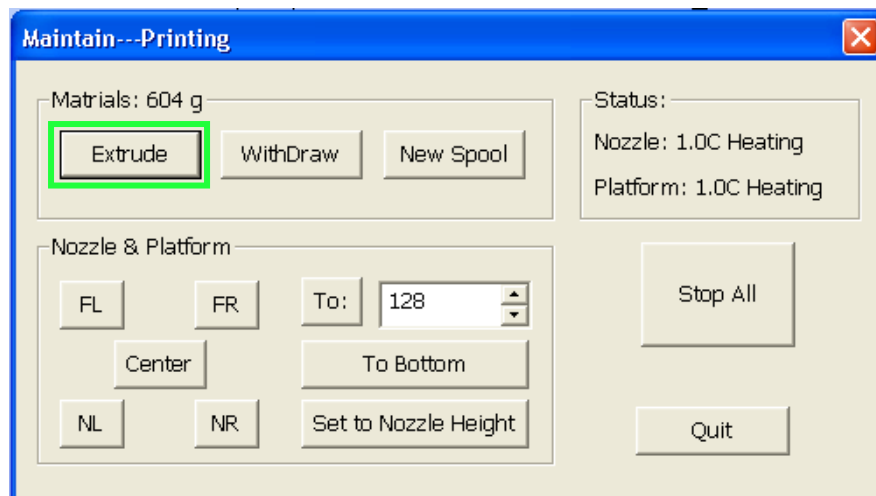 Maintain---Printing
Matrials: 604 g
Extrude WithDraw New Spool
Status:
Nozzle: 1.0C Heating
Platform: 1.0C Heating
Nozzle & Platform
FL FR To: 128
Center To Bottom
NL NR Set to Nozzle Height
Stop All
Quit